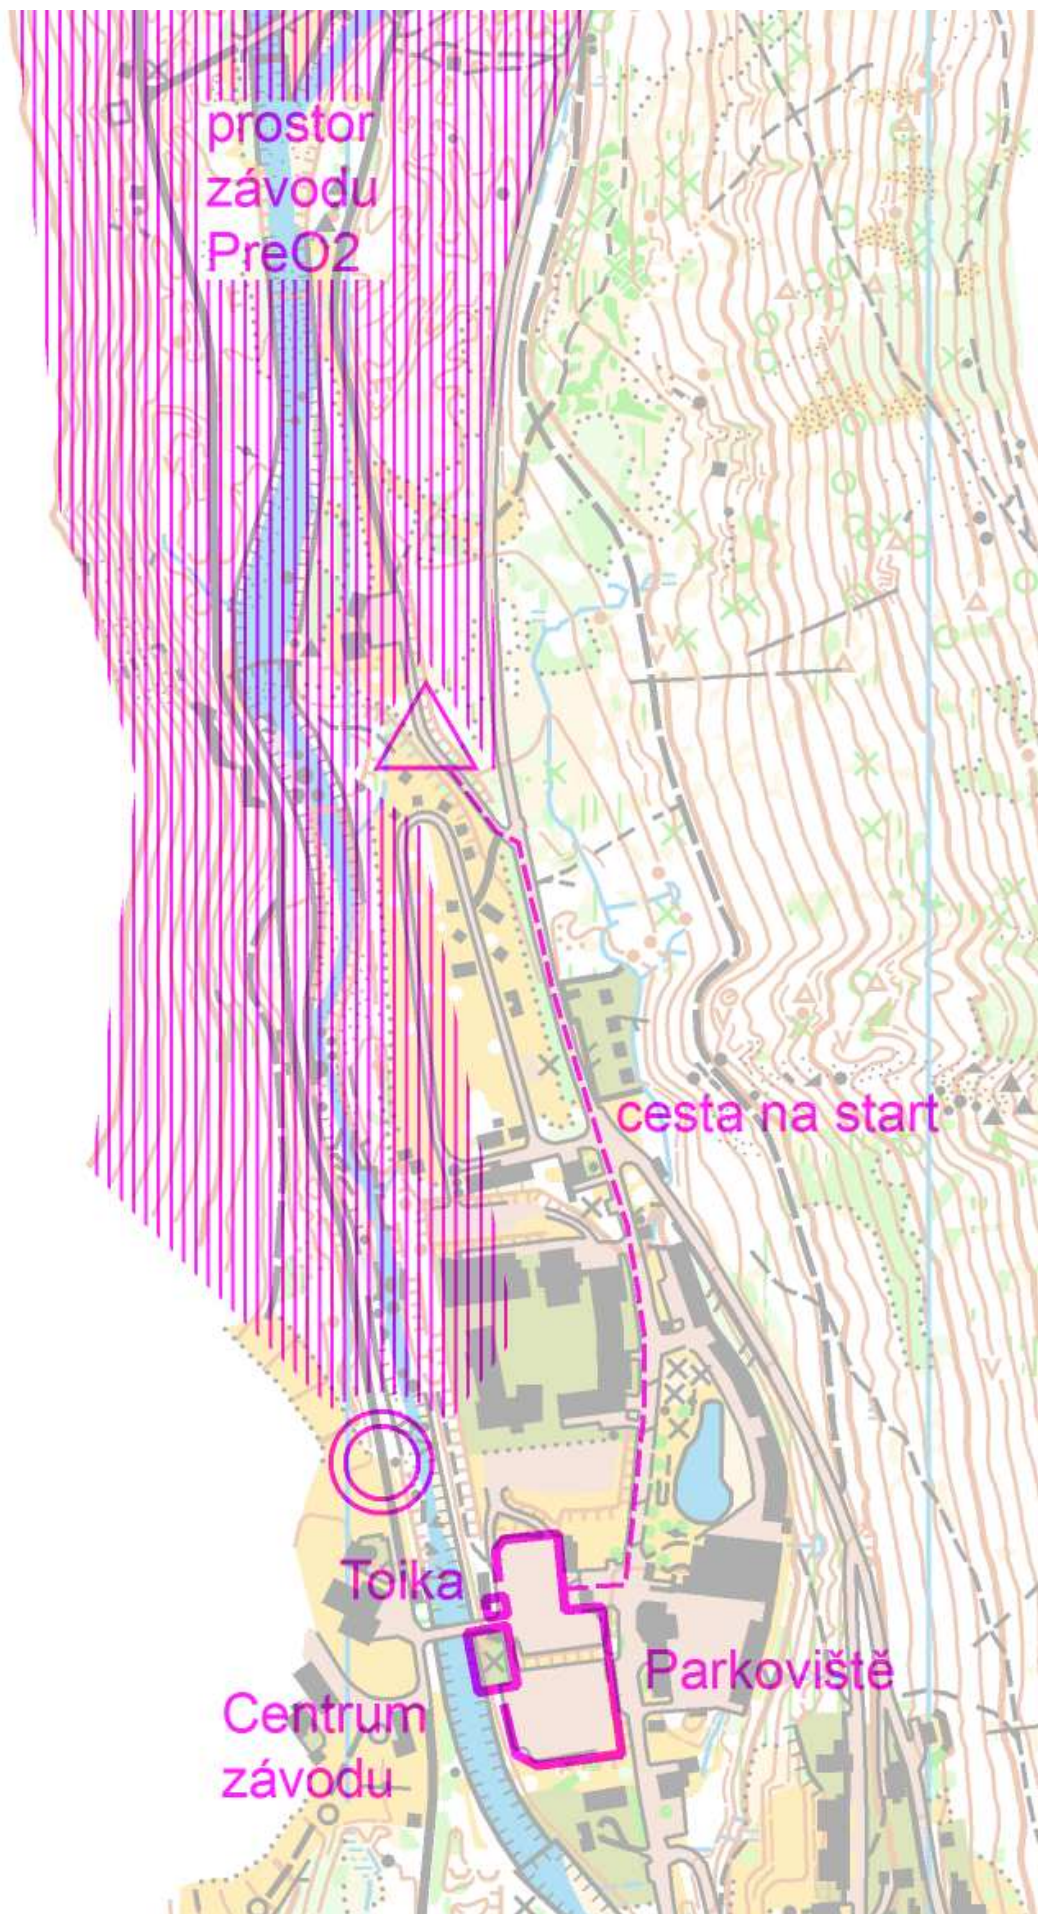 prostor
závodu
PreO2
cesta na start
Toika
Parkoviště
Centrum
závodu